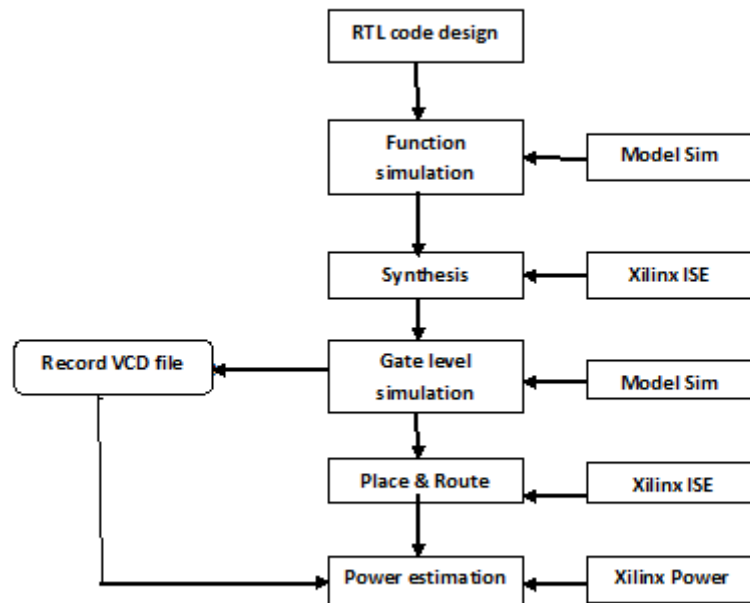 RTL code design
Function
simulation
Model Sim
Synthesis
Xilinx ISE
Record VCD file
Gate level
simulation
Model Sim
Place & Route
Xilinx ISE
Power estimation
Xilinx Power